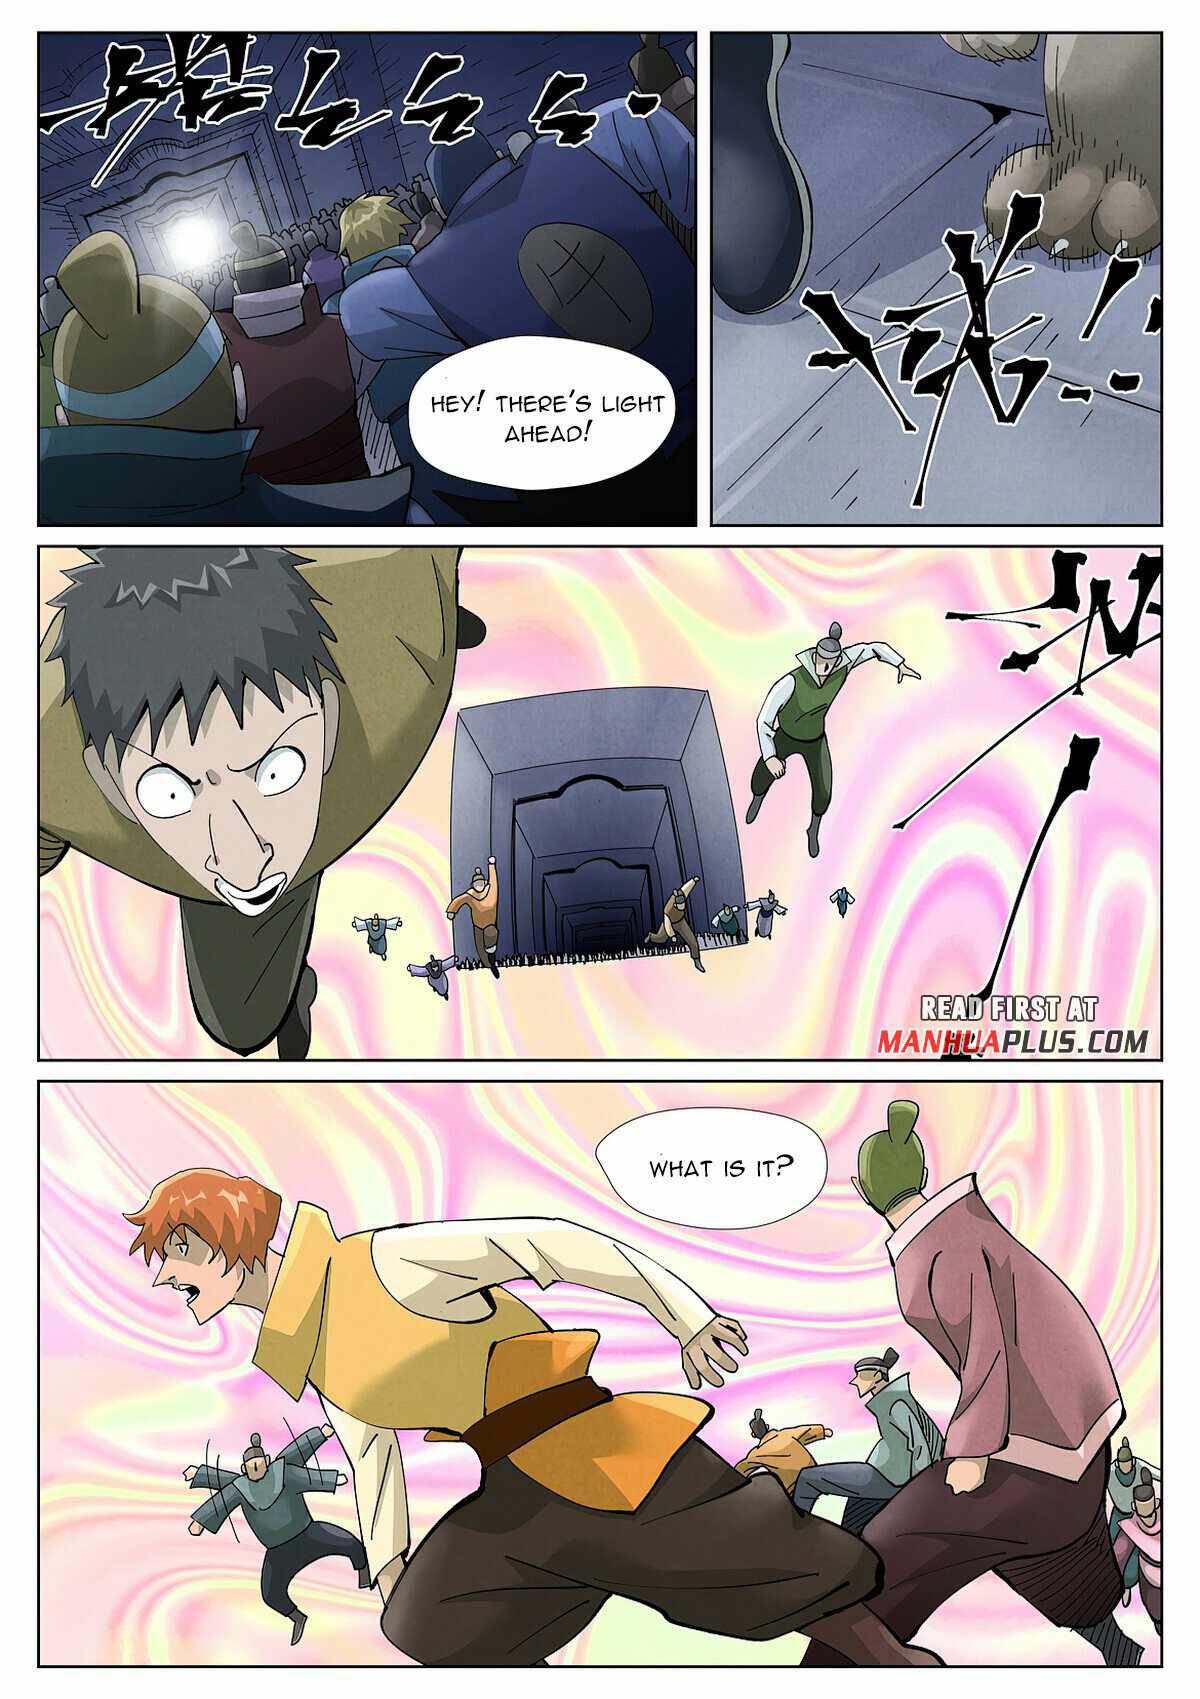 HEY! THERE'S LIGHT
AHEAD!
READ FIRST AT
MANHUAPLUS.COM
WHAT IS IT?